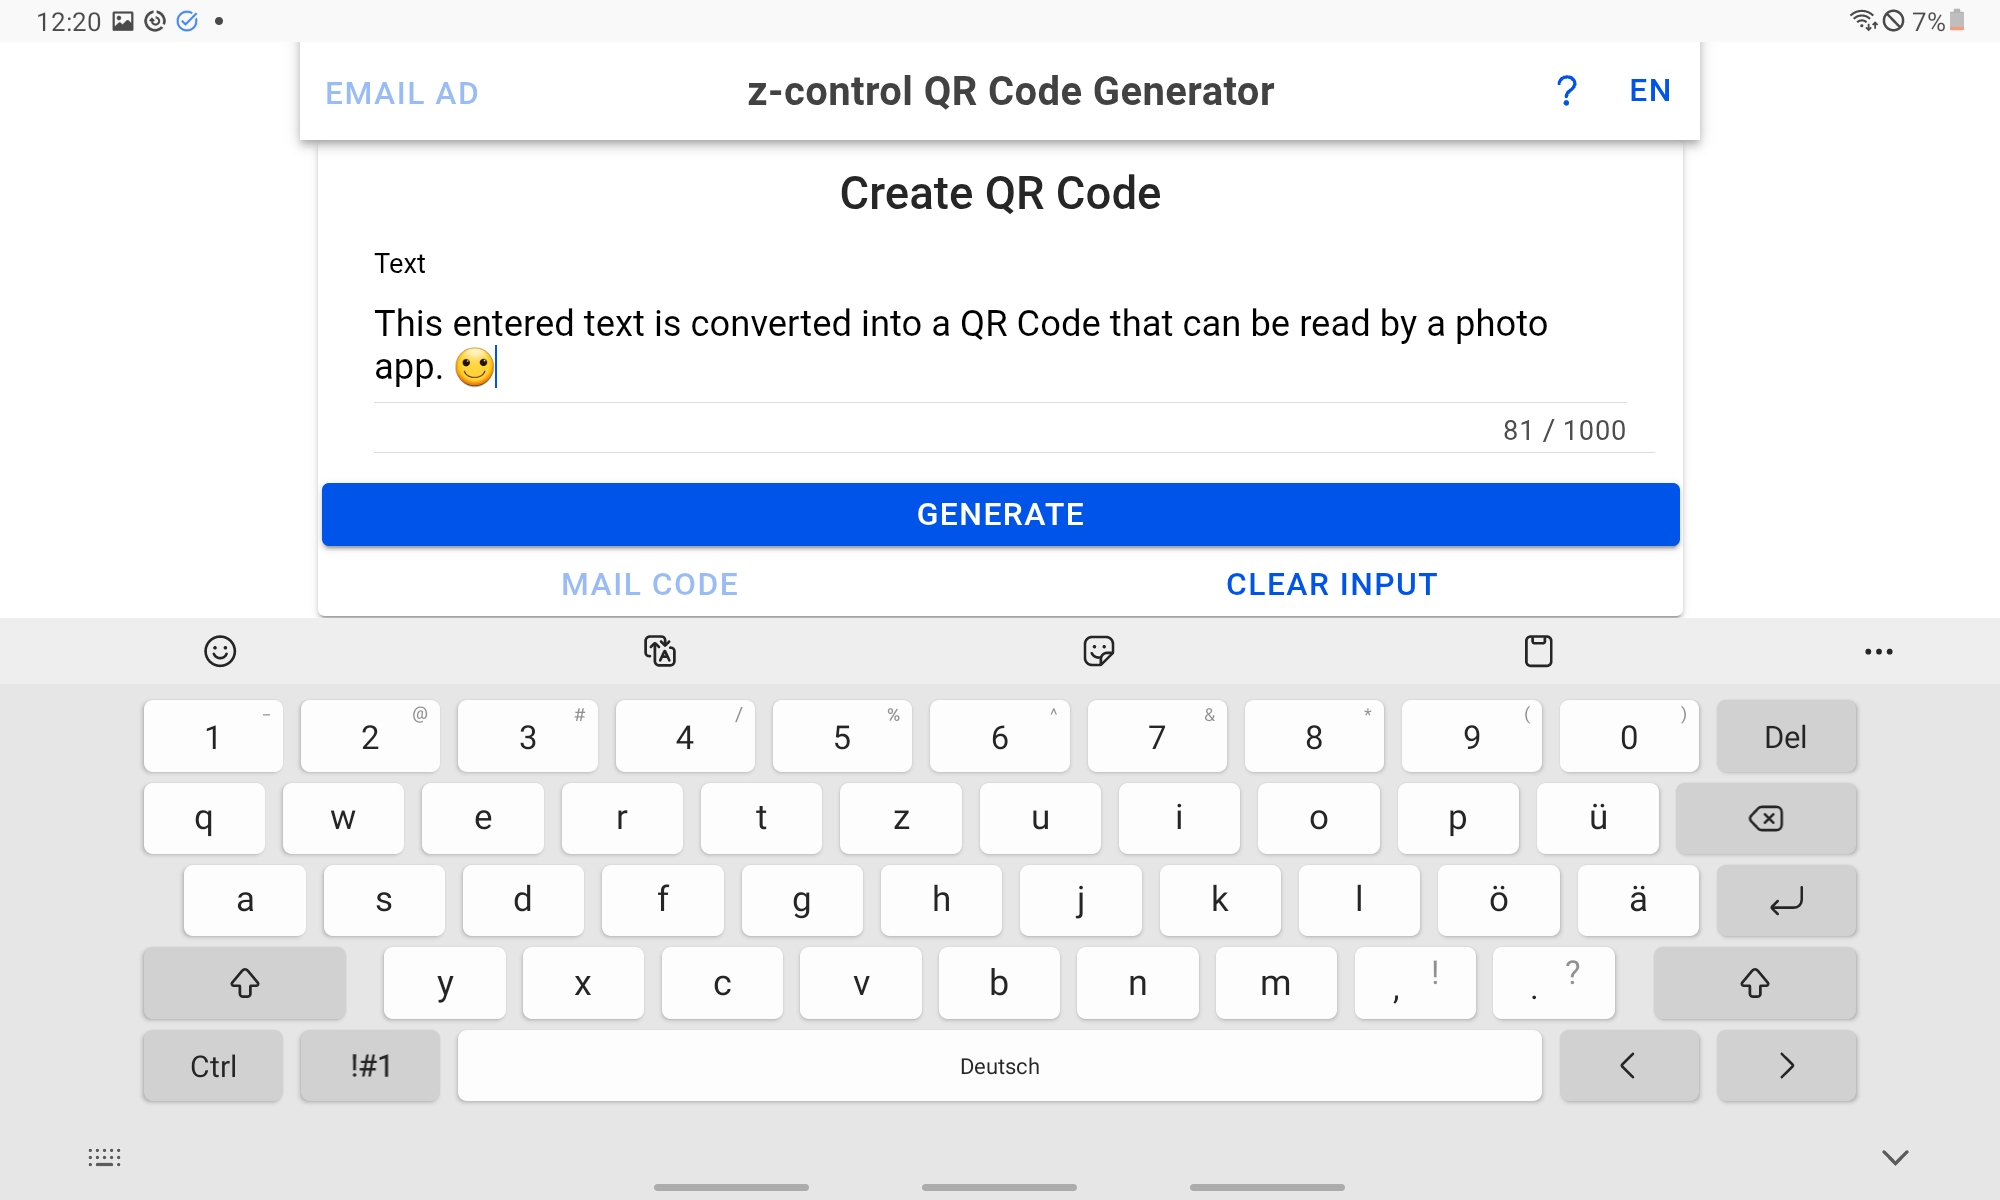 12:20 7%
EMAIL AD z-control QR Code Generator ? EN
Create QR Code
Text
This entered text is converted into a QR Code that can be read by a photo
app. 🙂
81 / 1000
GENERATE
MAIL CODE CLEAR INPUT
1 - 2 @ 3 # 4 / 5 % 6 ^ 7 & 8 * 9 ( 0 ) Del
q w e r t z u i o p ü
a s d f g h j k l ö ä
y x c v b n m , ! . ?
Ctrl !#1 Deutsch < >